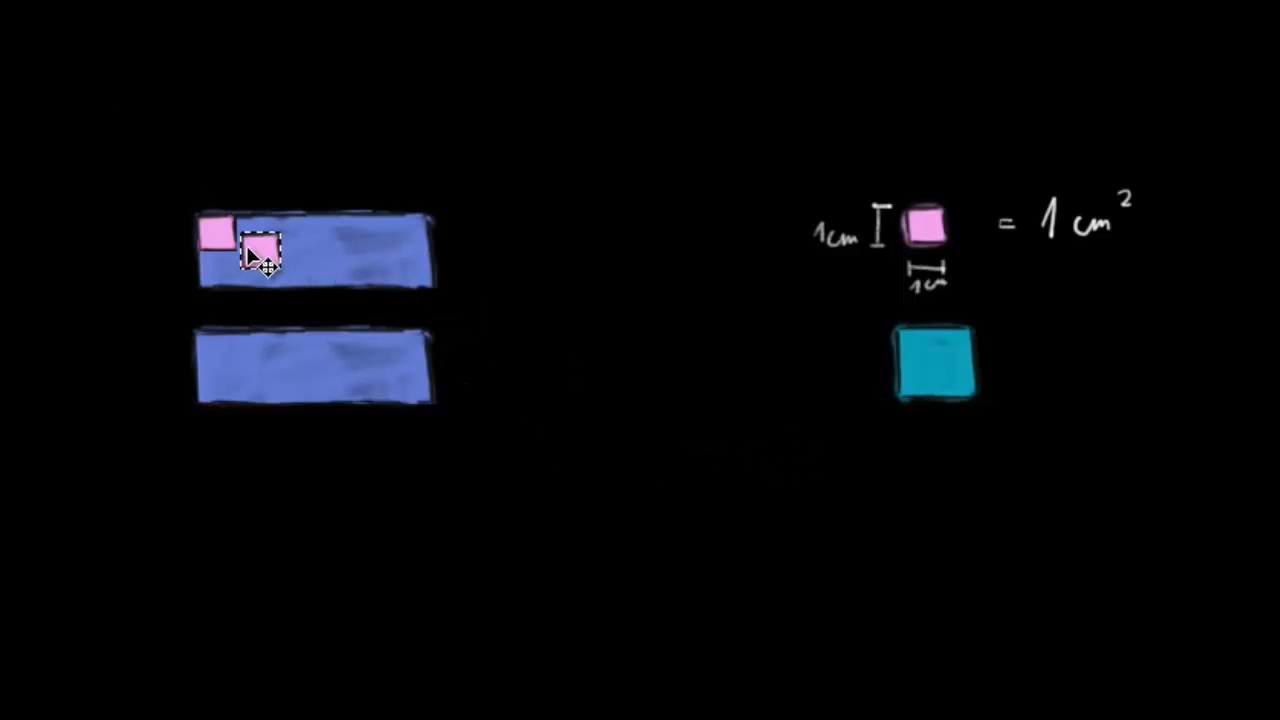 1cm = 1 cm²
1cm